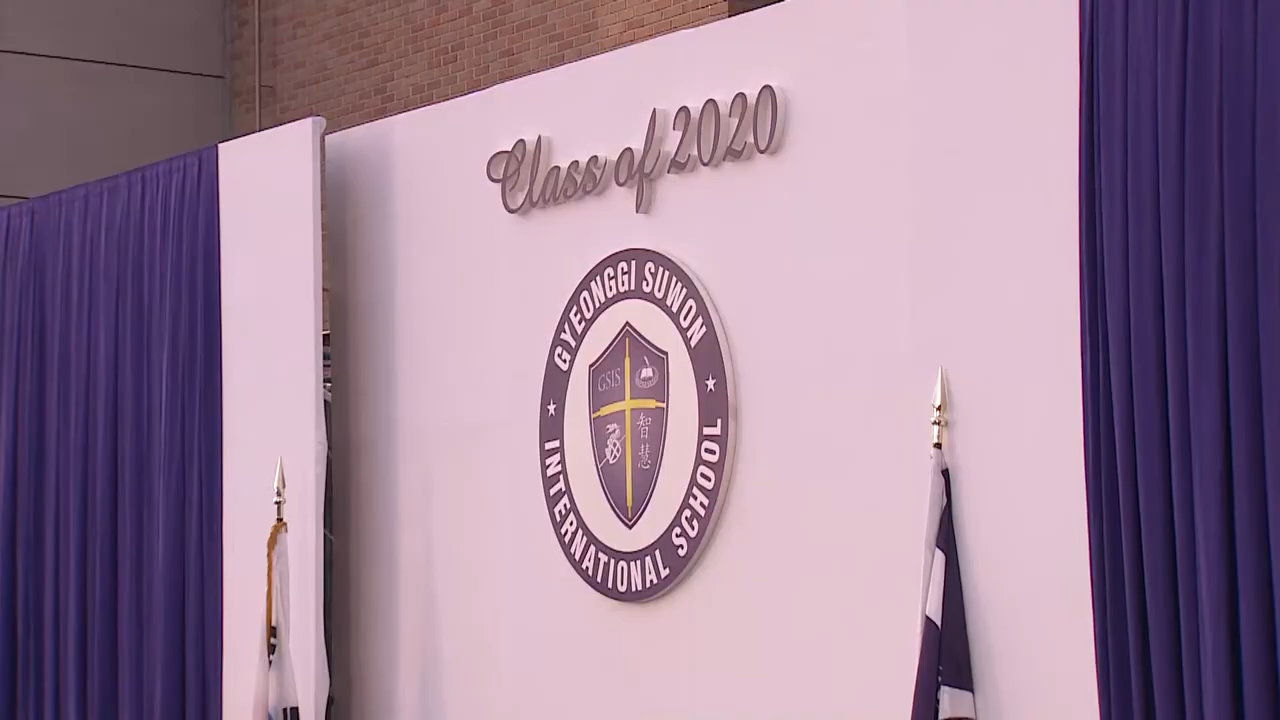 Class of 2020
GYEONGGI SUWON
GSIS
智慧
INTERNATIONAL SCHOOL